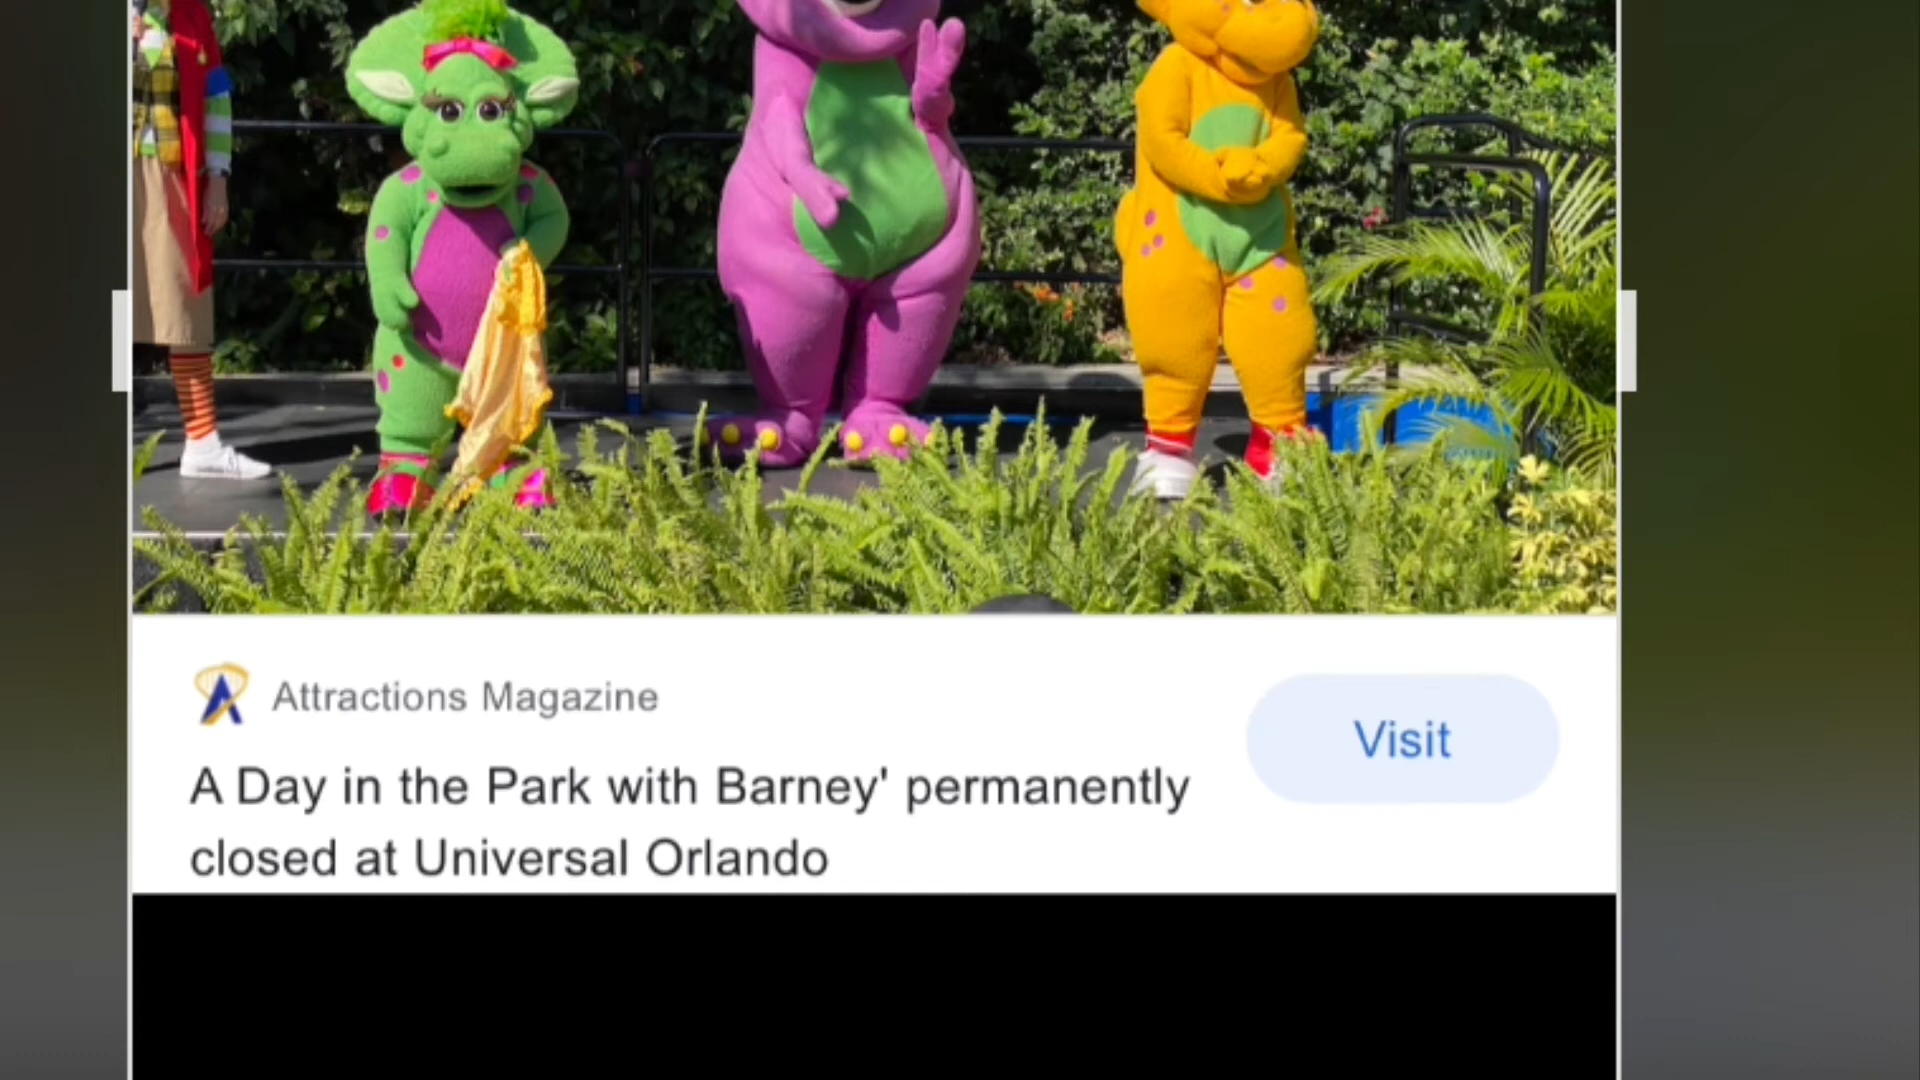 Attractions Magazine
Visit
A Day in the Park with Barney' permanently
closed at Universal Orlando